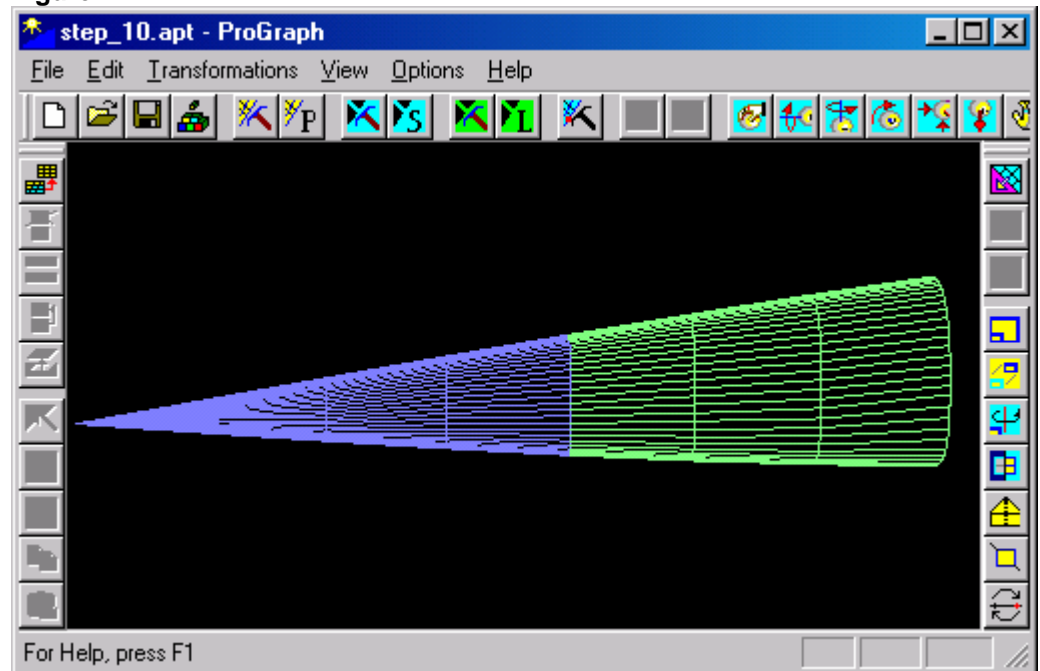 step_10.apt - ProGraph
File Edit Transformations View Options Help
P S L
For Help, press F1